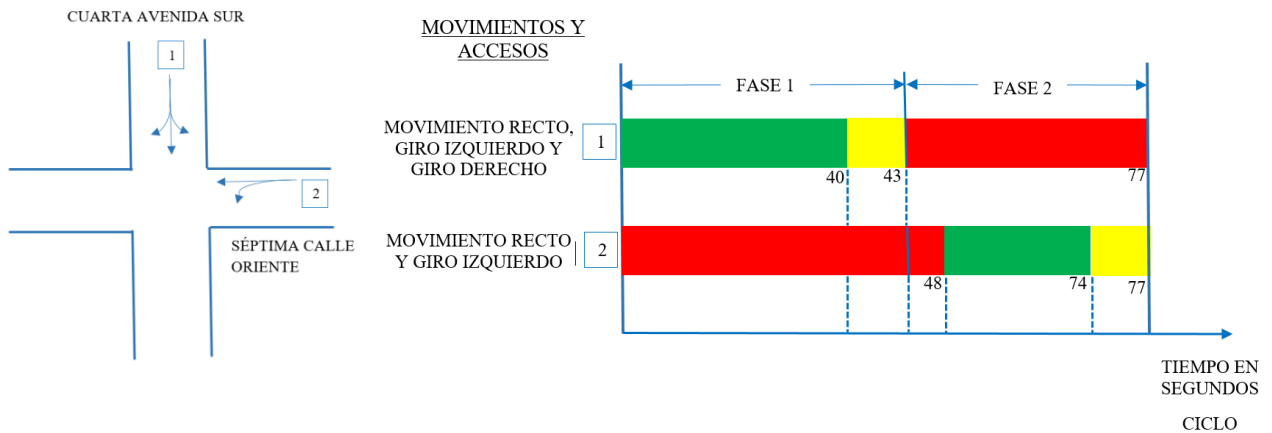 CUARTA AVENIDA SUR
1
2
SÉPTIMA CALLE
ORIENTE
MOVIMIENTOS Y
ACCESOS
FASE 1
FASE 2
MOVIMIENTO RECTO,
GIRO IZQUIERDO Y
GIRO DERECHO
1
40
43
77
MOVIMIENTO RECTO
Y GIRO IZQUIERDO
2
48
74
77
TIEMPO EN
SEGUNDOS
CICLO